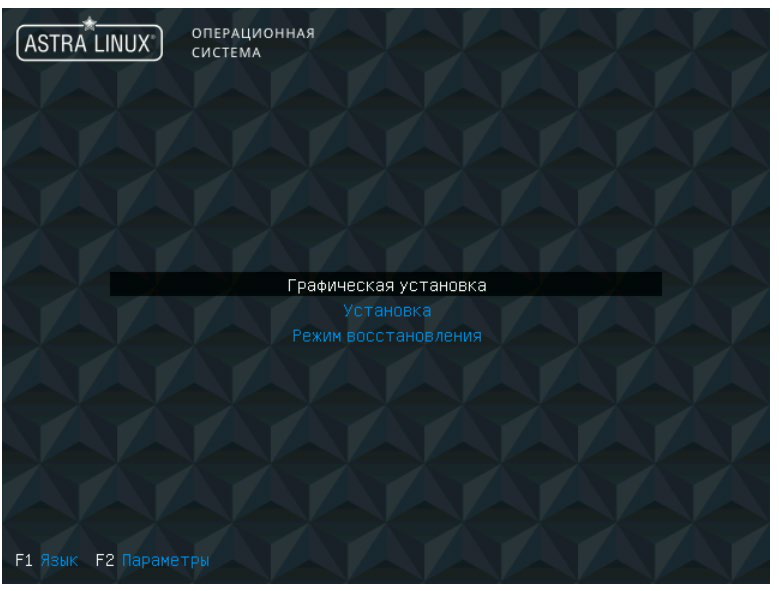 ASTRA LINUX®
ОПЕРАЦИОННАЯ
СИСТЕМА
Графическая установка
Установка
Режим восстановления
F1 Язык F2 Параметры